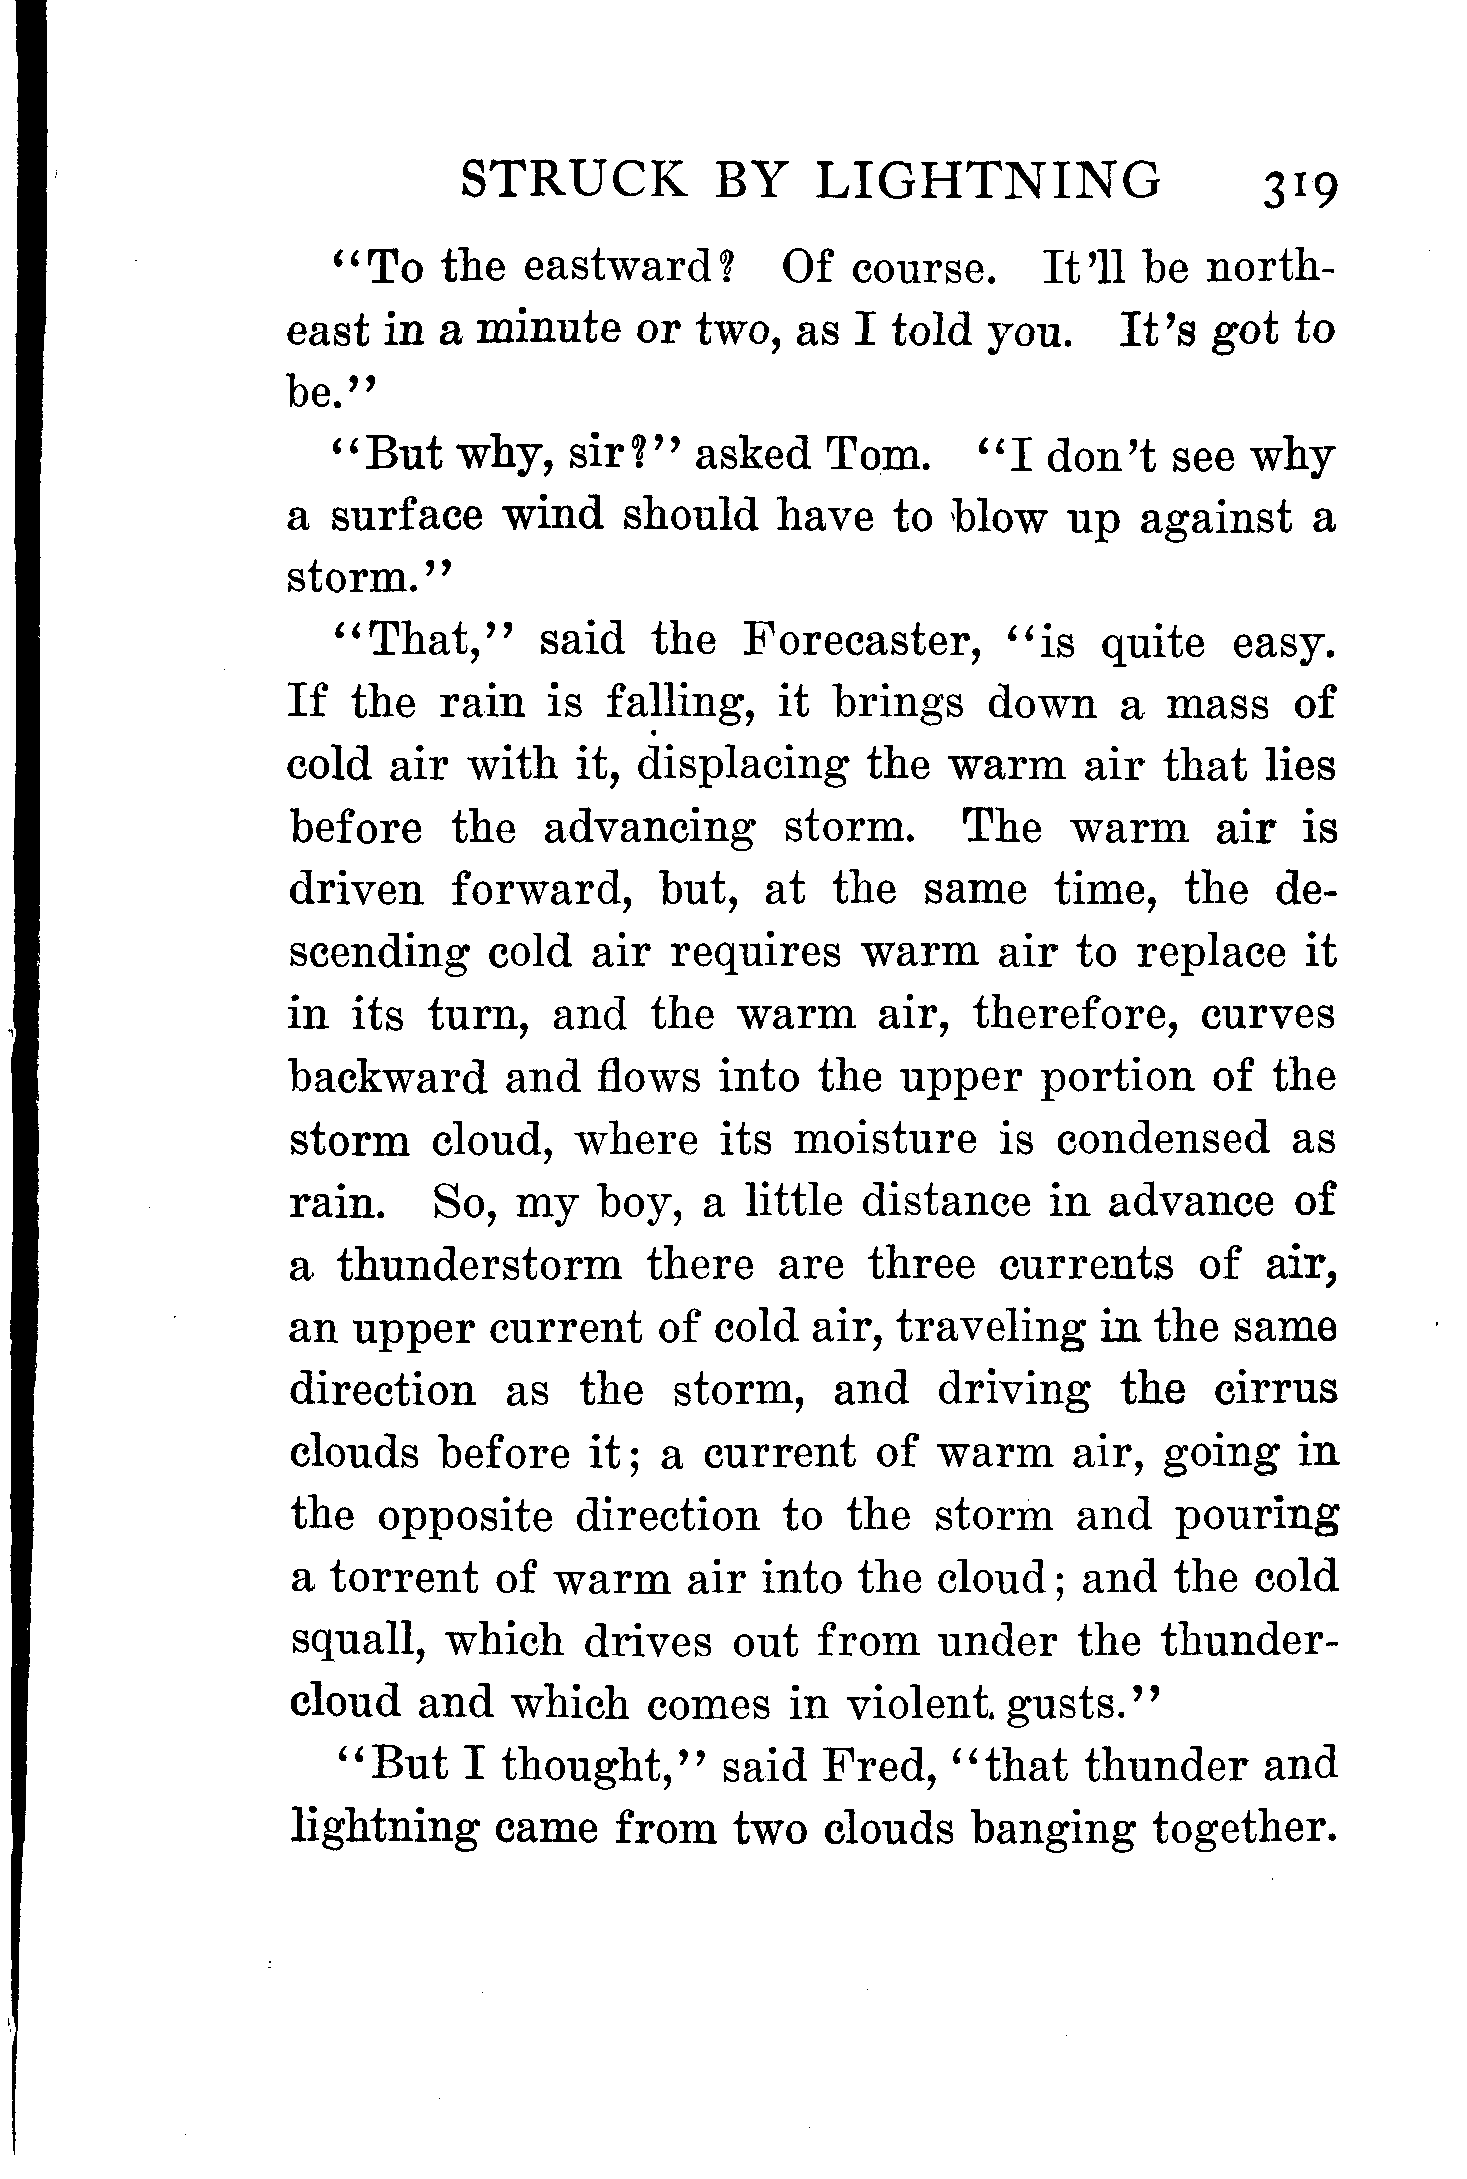 STRUCK BY LIGHTNING 319
“To the eastward? Of course. It’ll be north-
east in a minute or two, as I told you. It’s got to
be.”
“But why, sir?” asked Tom. “I don’t see why
a surface wind should have to blow up against a
storm.”
“That,” said the Forecaster, “is quite easy.
If the rain is falling, it brings down a mass of
cold air with it, displacing the warm air that lies
before the advancing storm. The warm air is
driven forward, but, at the same time, the de-
scending cold air requires warm air to replace it
in its turn, and the warm air, therefore, curves
backward and flows into the upper portion of the
storm cloud, where its moisture is condensed as
rain. So, my boy, a little distance in advance of
a thunderstorm there are three currents of air,
an upper current of cold air, traveling in the same
direction as the storm, and driving the cirrus
clouds before it; a current of warm air, going in
the opposite direction to the storm and pouring
a torrent of warm air into the cloud; and the cold
squall, which drives out from under the thunder-
cloud and which comes in violent gusts.”
“But I thought,” said Fred, “that thunder and
lightning came from two clouds banging together.